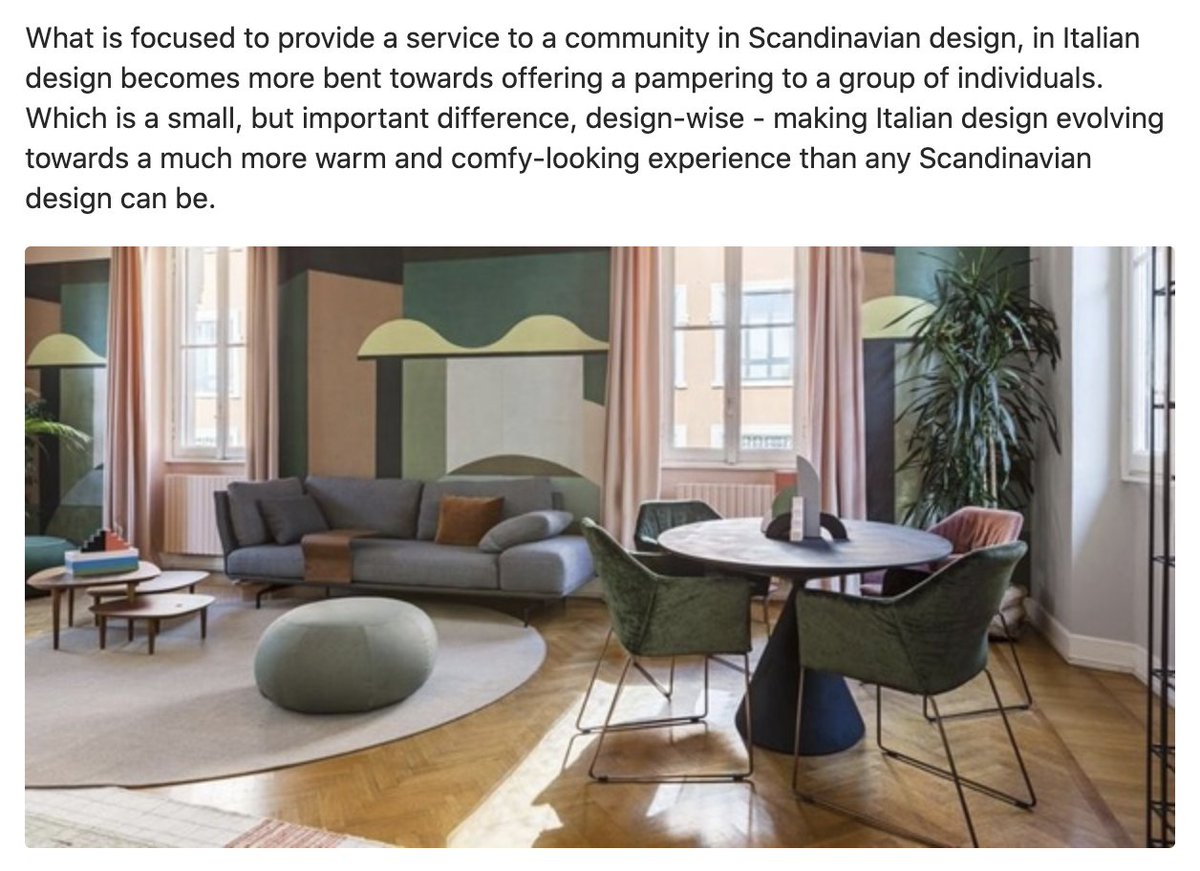 What is focused to provide a service to a community in Scandinavian design, in Italian
design becomes more bent towards offering a pampering to a group of individuals.
Which is a small, but important difference, design-wise - making Italian design evolving
towards a much more warm and comfy-looking experience than any Scandinavian
design can be.